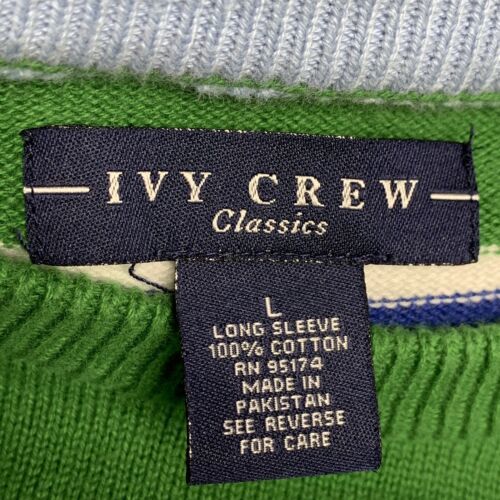 IVY CREW
Classics
L
LONG SLEEVE
100% COTTON
RN 95174
MADE IN
PAKISTAN
SEE REVERSE
FOR CARE